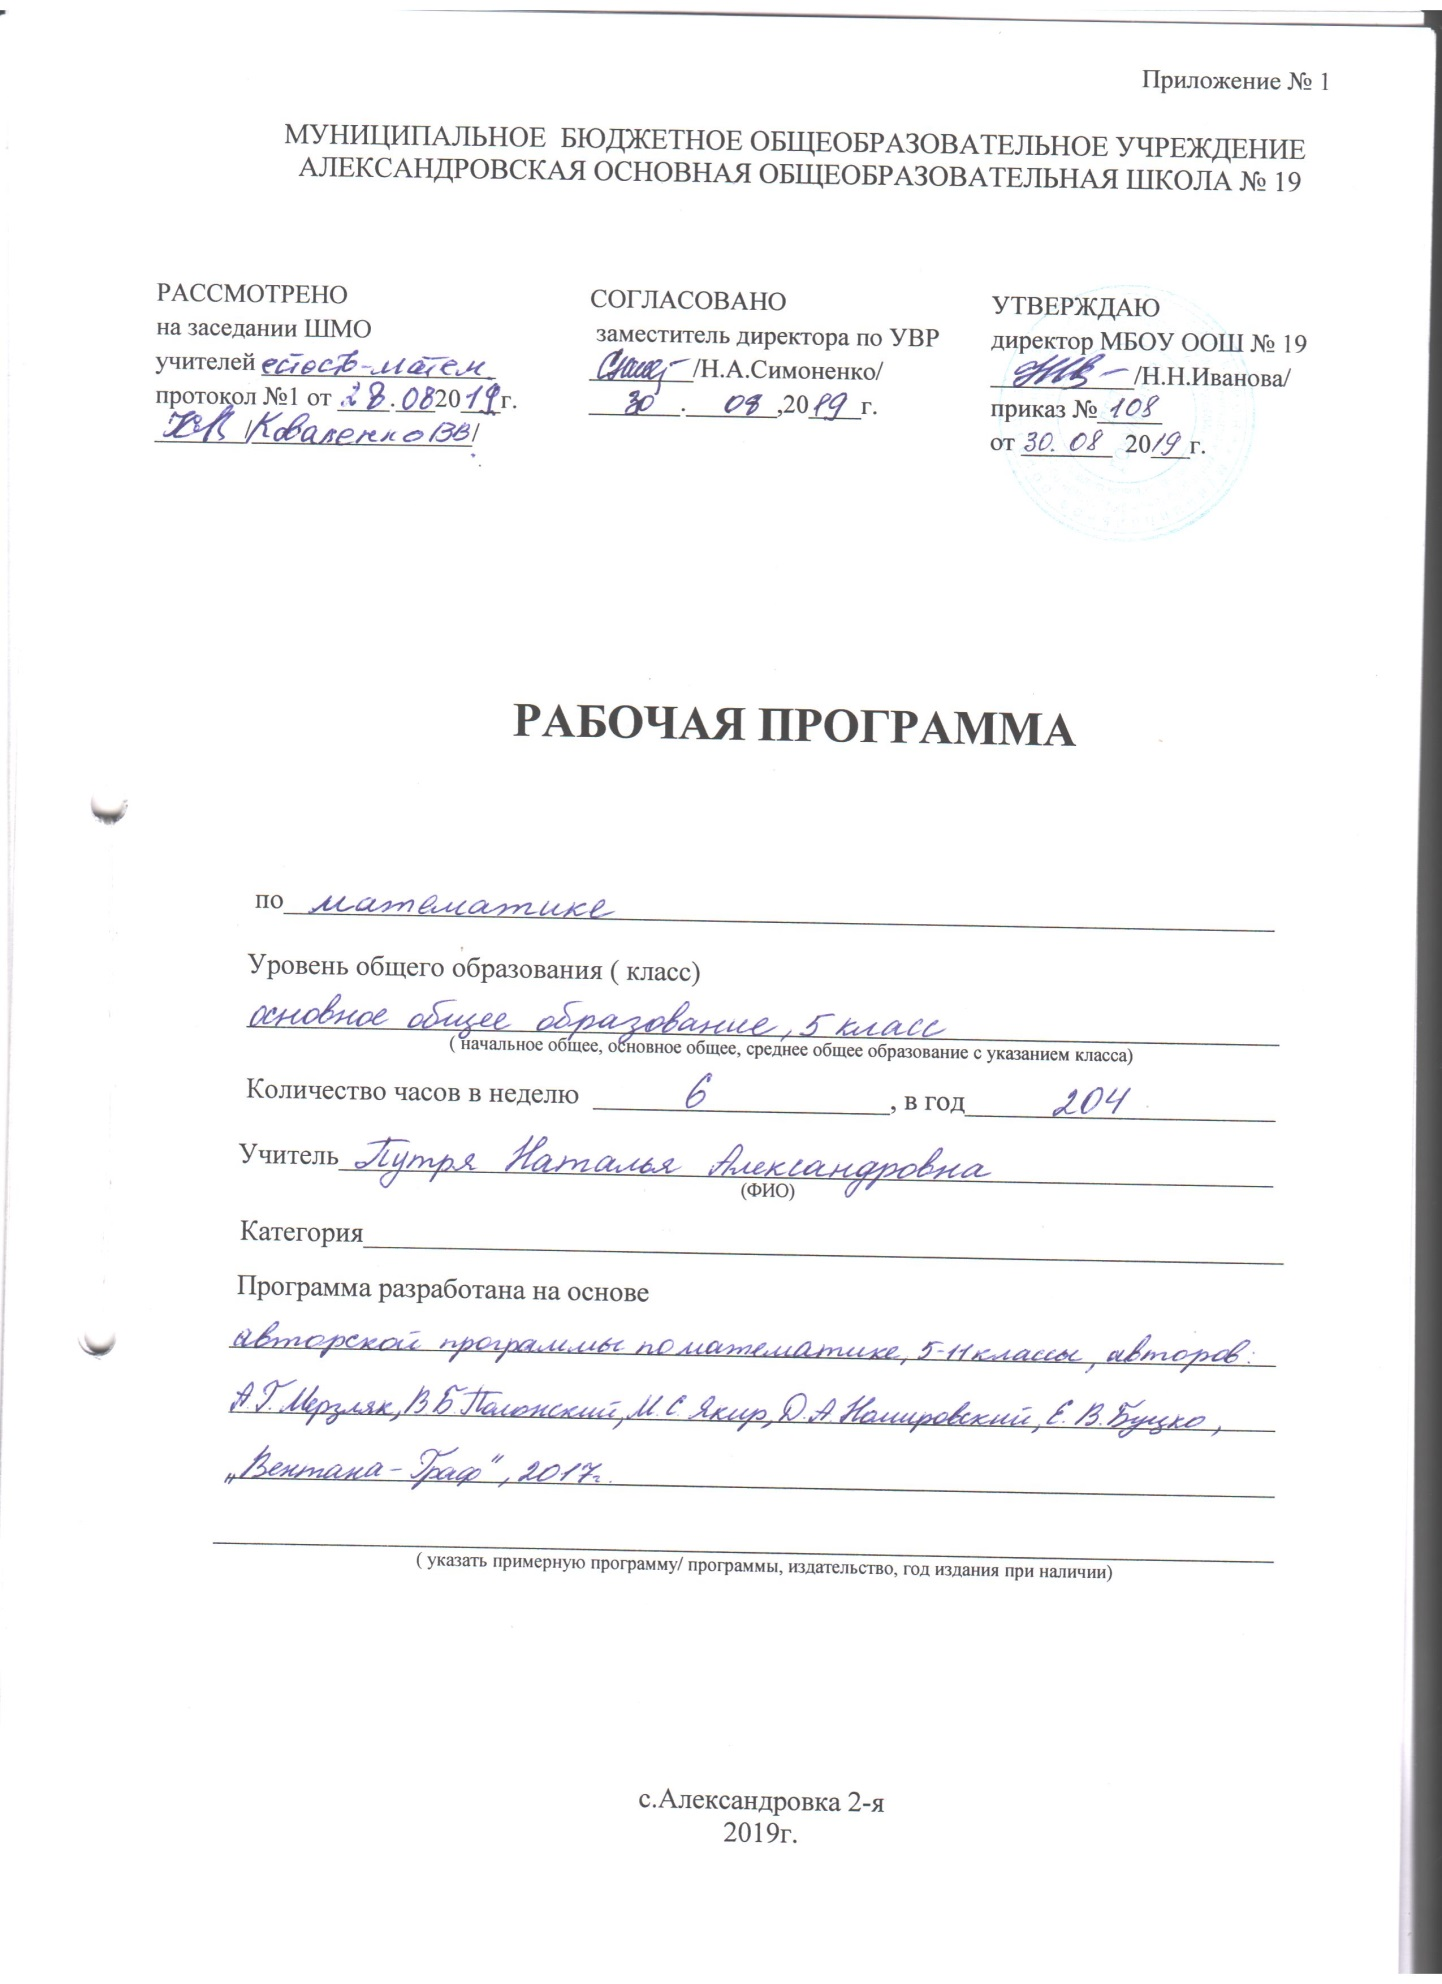 Приложение № 1
МУНИЦИПАЛЬНОЕ БЮДЖЕТНОЕ ОБЩЕОБРАЗОВАТЕЛЬНОЕ УЧРЕЖДЕНИЕ
АЛЕКСАНДРОВСКАЯ ОСНОВНАЯ ОБЩЕОБРАЗОВАТЕЛЬНАЯ ШКОЛА № 19
РАССМОТРЕНО
на заседании ШМО
учителей естеств-матем
протокол №1 от 28.08 2019 г.
/Коваленко ВВ/
СОГЛАСОВАНО
заместитель директора по УВР
/Н.А.Симоненко/
30 . 08 ,2019 г.
УТВЕРЖДАЮ
директор МБОУ ООШ № 19
/Н.Н.Иванова/
приказ № 108
от 30. 08 2019 г.
РАБОЧАЯ ПРОГРАММА
по математике
Уровень общего образования ( класс)
основное общее образование, 5 класс
( начальное общее, основное общее, среднее общее образование с указанием класса)
Количество часов в неделю 6 , в год 204
Учитель Путря Наталья Александровна
(ФИО)
Категория
Программа разработана на основе
авторской программы по математике, 5-11 классы, авторов:
А.Г. Мерзляк, В.Б. Полонский, М.С. Якир, Д.А. Номировский, Е.В. Буцко,
„Вентана-Граф", 2017г.
( указать примерную программу/ программы, издательство, год издания при наличии)
с.Александровка 2-я
2019г.